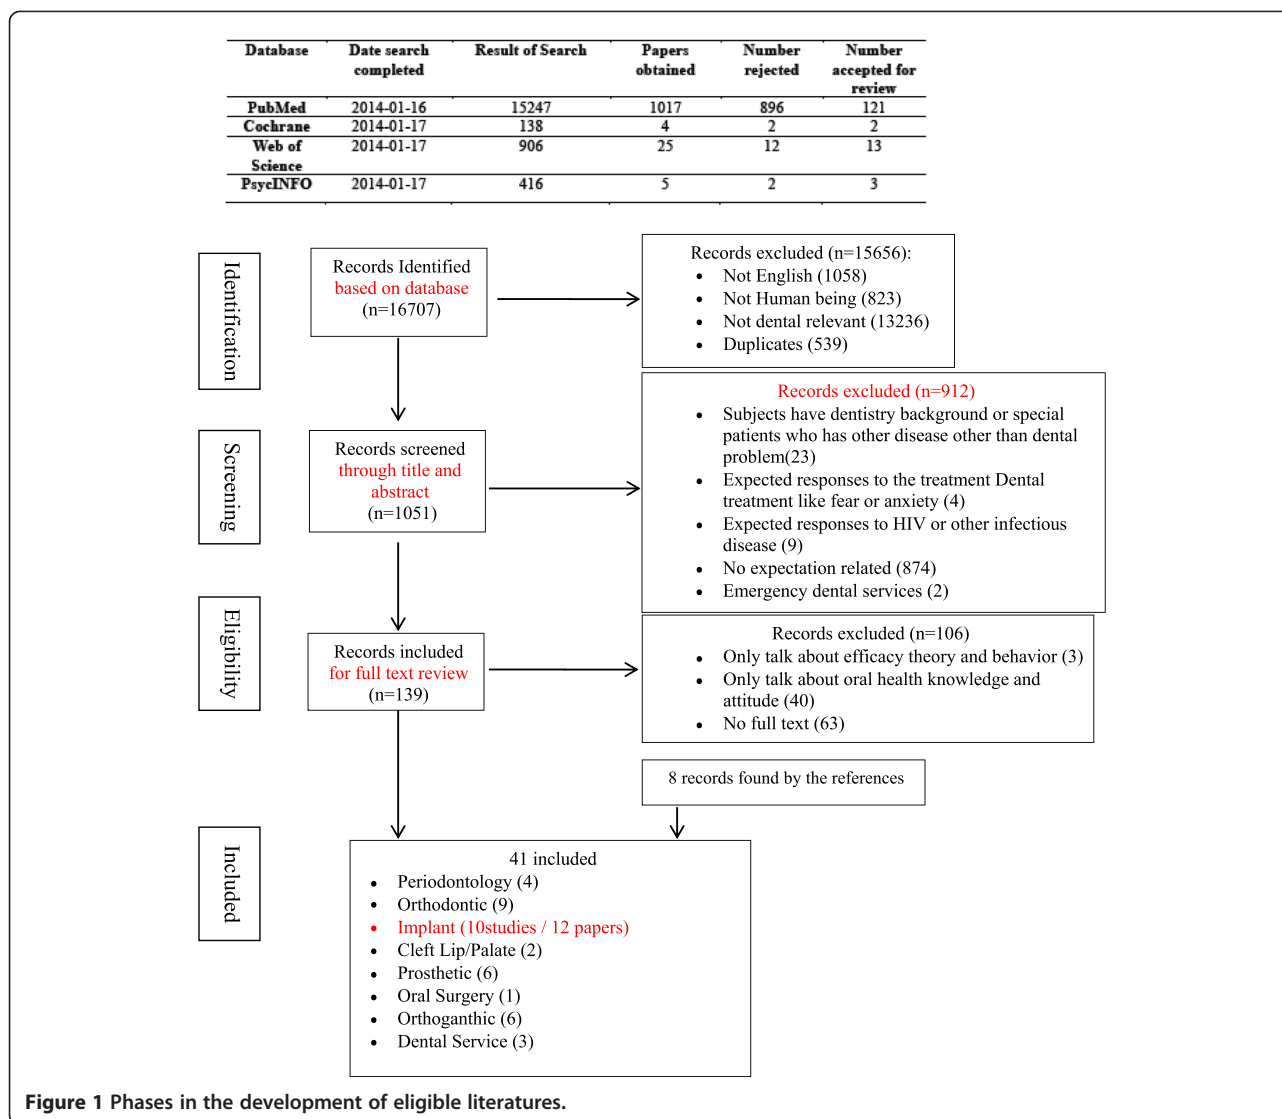 Database Date search completed Result of Search Papers obtained Number rejected Number accepted for review
PubMed 2014-01-16 15247 1017 896 121
Cochrane 2014-01-17 138 4 2 2
Web of Science 2014-01-17 906 25 12 13
PsycINFO 2014-01-17 416 5 2 3
Identification
Records Identified
based on database
(n=16707)
Records excluded (n=15656):
• Not English (1058)
• Not Human being (823)
• Not dental relevant (13236)
• Duplicates (539)
Screening
Records screened
through title and
abstract
(n=1051)
Records excluded (n=912)
• Subjects have dentistry background or special
patients who has other disease other than dental
problem(23)
• Expected responses to the treatment Dental
treatment like fear or anxiety (4)
• Expected responses to HIV or other infectious
disease (9)
• No expectation related (874)
• Emergency dental services (2)
Eligibility
Records included
for full text review
(n=139)
Records excluded (n=106)
• Only talk about efficacy theory and behavior (3)
• Only talk about oral health knowledge and
attitude (40)
• No full text (63)
8 records found by the references
Included
41 included
• Periodontology (4)
• Orthodontic (9)
• Implant (10studies / 12 papers)
• Cleft Lip/Palate (2)
• Prosthetic (6)
• Oral Surgery (1)
• Orthoganthic (6)
• Dental Service (3)
Figure 1 Phases in the development of eligible literatures.